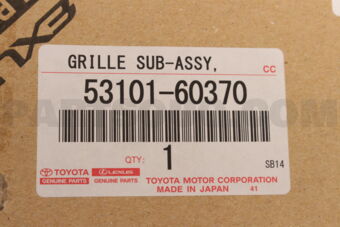 GRILLE SUB-ASSY,
CC
53101-60370
QTY:
1
SB14
TOYOTA
GENUINE PARTS
LEXUS
GENUINE PARTS
TOYOTA MOTOR CORPORATION
MADE IN JAPAN
41